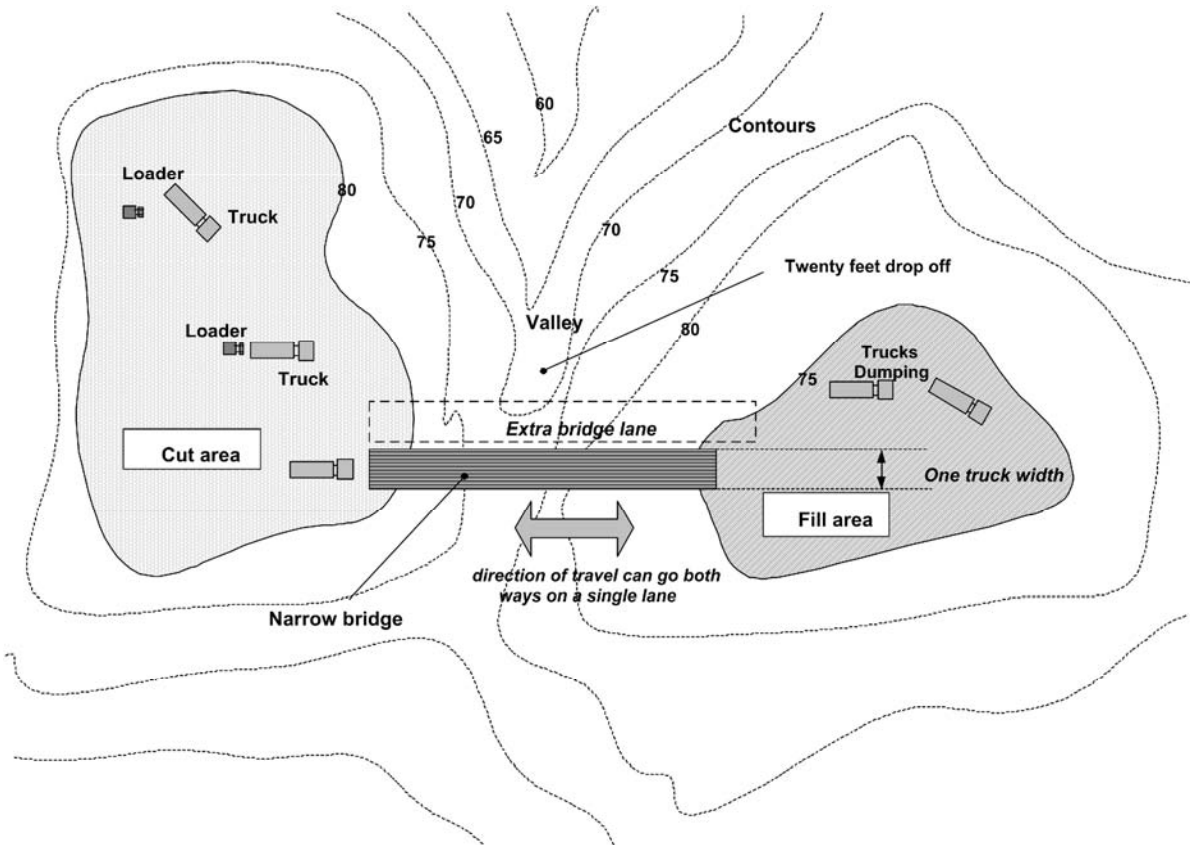 60
65
Contours
Loader
80
70
Truck
70
75
75
Twenty feet drop off
Valley
80
Loader
Truck
Trucks
Dumping
75
Extra bridge lane
Cut area
One truck width
Fill area
direction of travel can go both
ways on a single lane
Narrow bridge